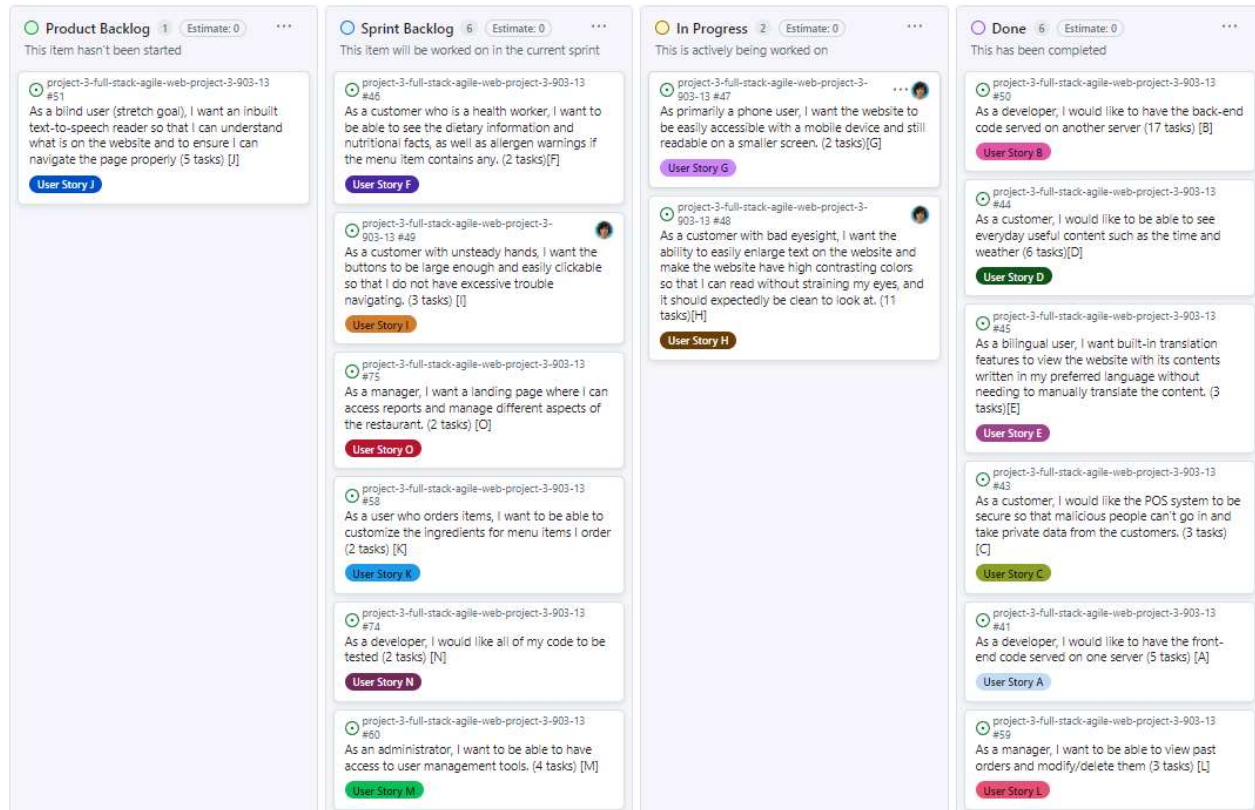 Product Backlog 1 Estimate: 0 ...
This item hasn't been started
project-3-full-stack-agile-web-project-3-903-13
#51
As a blind user (stretch goal), I want an inbuilt
text-to-speech reader so that I can understand
what is on the website and to ensure I can
navigate the page properly (5 tasks) [J]
User Story J
Sprint Backlog 6 Estimate: 0 ...
This item will be worked on in the current sprint
project-3-full-stack-agile-web-project-3-903-13
#46
As a customer who is a health worker, I want to
be able to see the dietary information and
nutritional facts, as well as allergen warnings if
the menu item contains any. (2 tasks)[F]
User Story F
project-3-full-stack-agile-web-project-3-
903-13 #49
As a customer with unsteady hands, I want the
buttons to be large enough and easily clickable
so that I do not have excessive trouble
navigating. (3 tasks) [I]
User Story I
project-3-full-stack-agile-web-project-3-903-13
#75
As a manager, I want a landing page where I can
access reports and manage different aspects of
the restaurant. (2 tasks) [O]
User Story O
project-3-full-stack-agile-web-project-3-903-13
#58
As a user who orders items, I want to be able to
customize the ingredients for menu items I order
(2 tasks) [K]
User Story K
project-3-full-stack-agile-web-project-3-903-13
#74
As a developer, I would like all of my code to be
tested (2 tasks) [N]
User Story N
project-3-full-stack-agile-web-project-3-903-13
#60
As an administrator, I want to be able to have
access to user management tools. (4 tasks) [M]
User Story M
In Progress 2 Estimate: 0 ...
This is actively being worked on
project-3-full-stack-agile-web-project-3-
903-13 #47 ...
As primarily a phone user, I want the website to
be easily accessible with a mobile device and still
readable on a smaller screen. (2 tasks)[G]
User Story G
project-3-full-stack-agile-web-project-3-
903-13 #48
As a customer with bad eyesight, I want the
ability to easily enlarge text on the website and
make the website have high contrasting colors
so that I can read without straining my eyes, and
it should expectedly be clean to look at. (11
tasks)[H]
User Story H
Done 6 Estimate: 0 ...
This has been completed
project-3-full-stack-agile-web-project-3-903-13
#50
As a developer, I would like to have the back-end
code served on another server (17 tasks) [B]
User Story B
project-3-full-stack-agile-web-project-3-903-13
#44
As a customer, I would like to be able to see
everyday useful content such as the time and
weather (6 tasks)[D]
User Story D
project-3-full-stack-agile-web-project-3-903-13
#45
As a bilingual user, I want built-in translation
features to view the website with its contents
written in my preferred language without
needing to manually translate the content. (3
tasks)[E]
User Story E
project-3-full-stack-agile-web-project-3-903-13
#43
As a customer, I would like the POS system to be
secure so that malicious people can't go in and
take private data from the customers. (3 tasks)
[C]
User Story C
project-3-full-stack-agile-web-project-3-903-13
#41
As a developer, I would like to have the front-
end code served on one server (5 tasks) [A]
User Story A
project-3-full-stack-agile-web-project-3-903-13
#59
As a manager, I want to be able to view past
orders and modify/delete them (3 tasks) [L]
User Story L